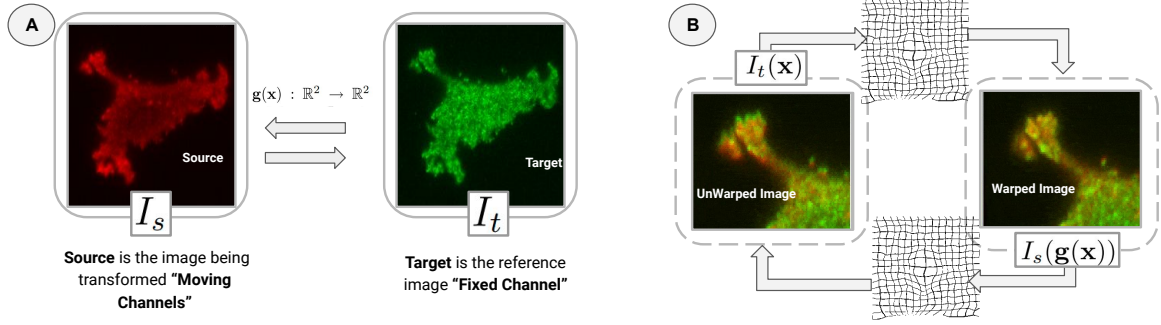 A
Source
I_s
Source is the image being
transformed “Moving
Channels”
g(x) : ℝ² → ℝ²
Target
I_t
Target is the reference
image “Fixed Channel”
B
I_t(x)
UnWarped Image
Warped Image
I_s(g(x))